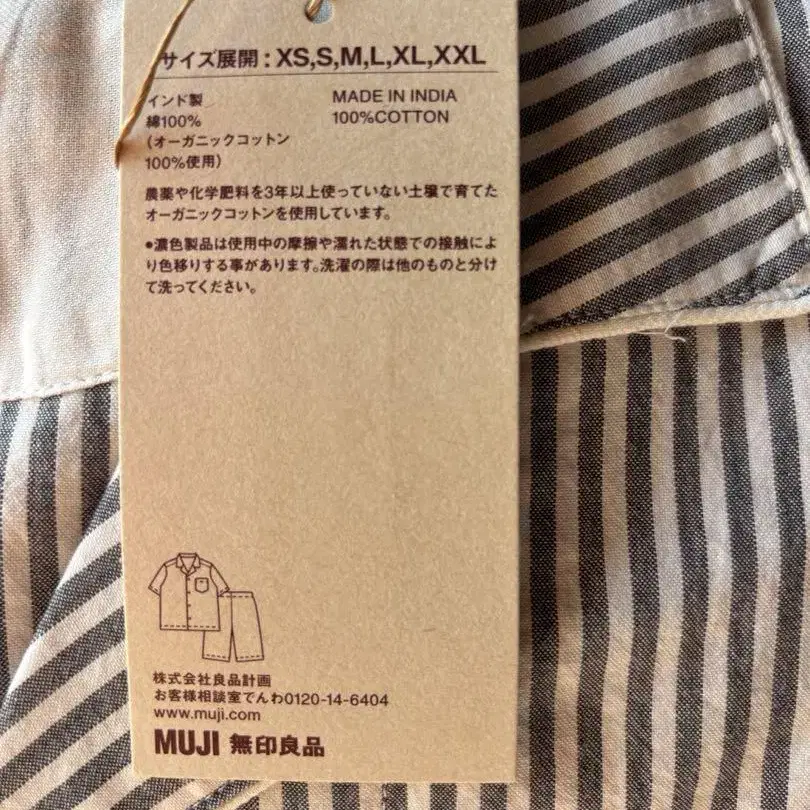 サイズ展開：XS,S,M,L,XL,XXL
インド製
綿100%
（オーガニックコットン
100%使用）
MADE IN INDIA
100%COTTON
農薬や化学肥料を3年以上使っていない土壌で育てた
オーガニックコットンを使用しています。
●濃色製品は使用中の摩擦や濡れた状態での接触によ
り色移りする事があります。洗濯の際は他のものと分け
て洗ってください。
株式会社良品計画
お客様相談室でんわ0120-14-6404
www.muji.com
MUJI 無印良品